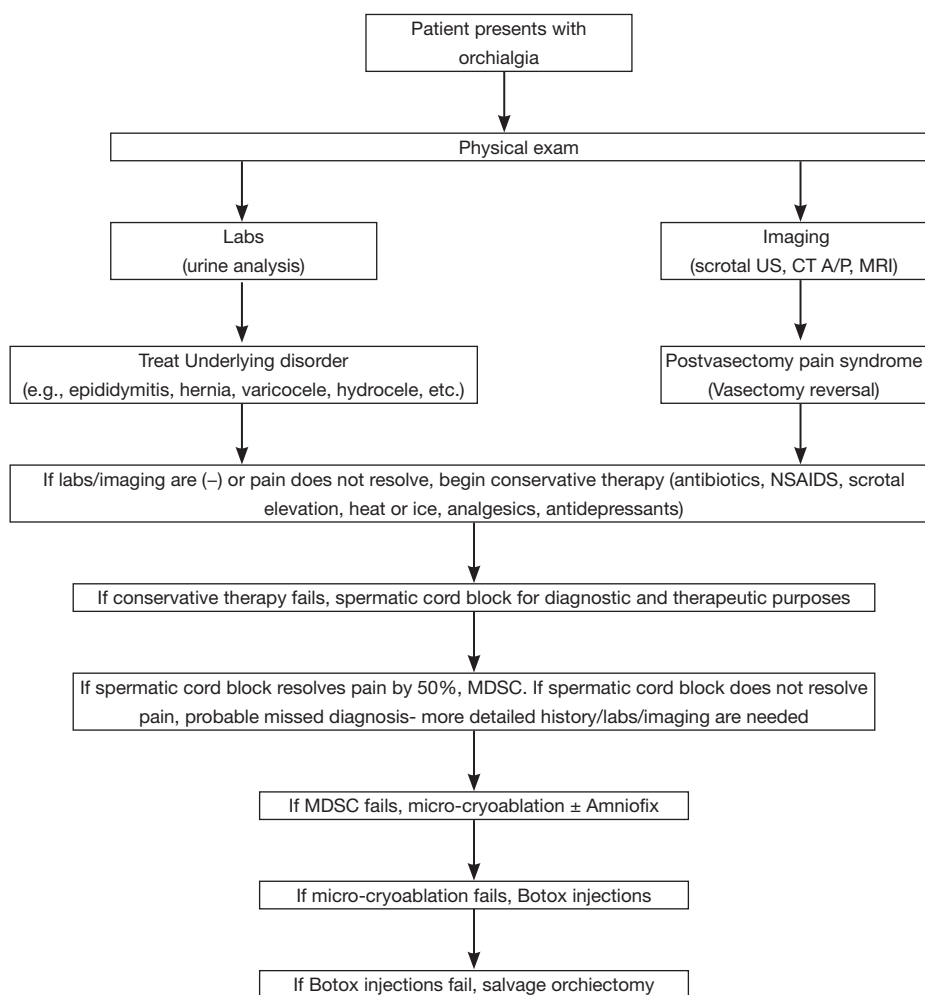 Patient presents with
orchialgia
Physical exam
Labs
(urine analysis)
Imaging
(scrotal US, CT A/P, MRI)
Treat Underlying disorder
(e.g., epididymitis, hernia, varicocele, hydrocele, etc.)
Postvasectomy pain syndrome
(Vasectomy reversal)
If labs/imaging are (–) or pain does not resolve, begin conservative therapy (antibiotics, NSAIDS, scrotal
elevation, heat or ice, analgesics, antidepressants)
If conservative therapy fails, spermatic cord block for diagnostic and therapeutic purposes
If spermatic cord block resolves pain by 50%, MDSC. If spermatic cord block does not resolve
pain, probable missed diagnosis- more detailed history/labs/imaging are needed
If MDSC fails, micro-cryoablation ± Amniofix
If micro-cryoablation fails, Botox injections
If Botox injections fail, salvage orchiectomy